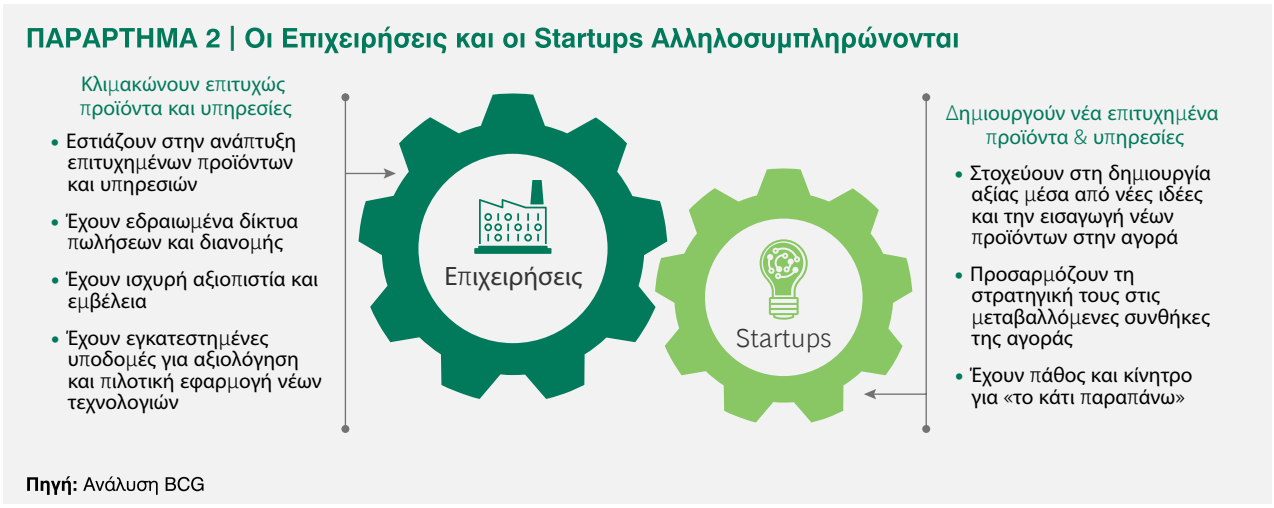 ΠΑΡΑΡΤΗΜΑ 2 | Οι Επιχειρήσεις και οι Startups Αλληλοσυμπληρώνονται
Κλιμακώνουν επιτυχώς
προϊόντα και υπηρεσίες
• Εστιάζουν στην ανάπτυξη
επιτυχημένων προϊόντων
και υπηρεσιών
• Έχουν εδραιωμένα δίκτυα
πωλήσεων και διανομής
• Έχουν ισχυρή αξιοπιστία και
εμβέλεια
• Έχουν εγκατεστημένες
υποδομές για αξιολόγηση
και πιλοτική εφαρμογή νέων
τεχνολογιών
Επιχειρήσεις
Startups
Δημιουργούν νέα επιτυχημένα
προϊόντα & υπηρεσίες
• Στοχεύουν στη δημιουργία
αξίας μέσα από νέες ιδέες
και την εισαγωγή νέων
προϊόντων στην αγορά
• Προσαρμόζουν τη
στρατηγική τους στις
μεταβαλλόμενες συνθήκες
της αγοράς
• Έχουν πάθος και κίνητρο
για «το κάτι παραπάνω»
Πηγή: Ανάλυση BCG